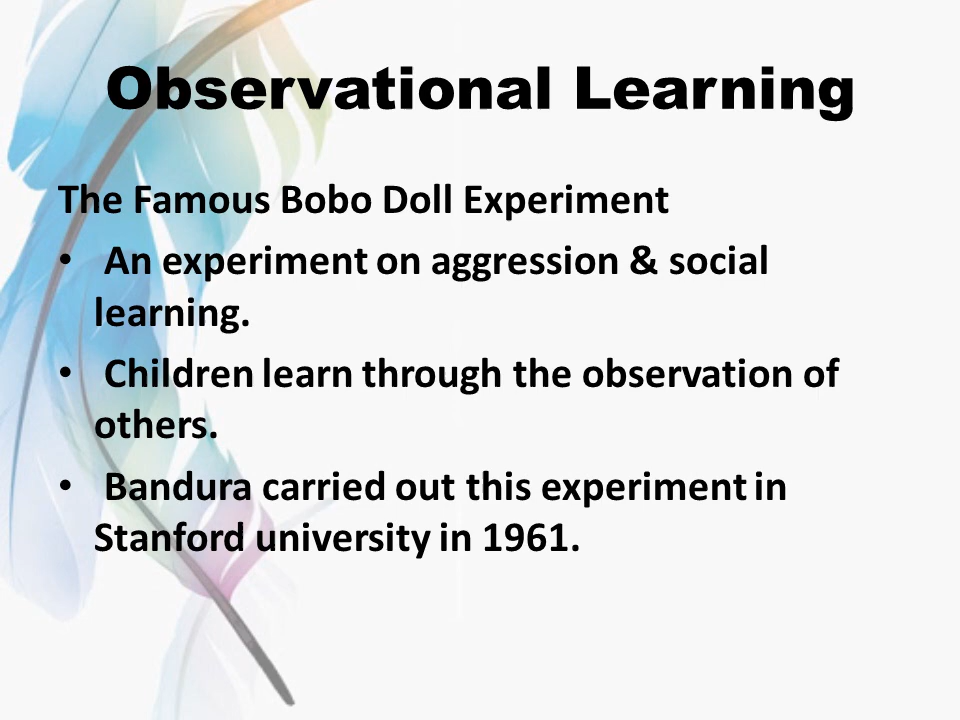 Observational Learning
The Famous Bobo Doll Experiment
• An experiment on aggression & social
learning.
• Children learn through the observation of
others.
• Bandura carried out this experiment in
Stanford university in 1961.